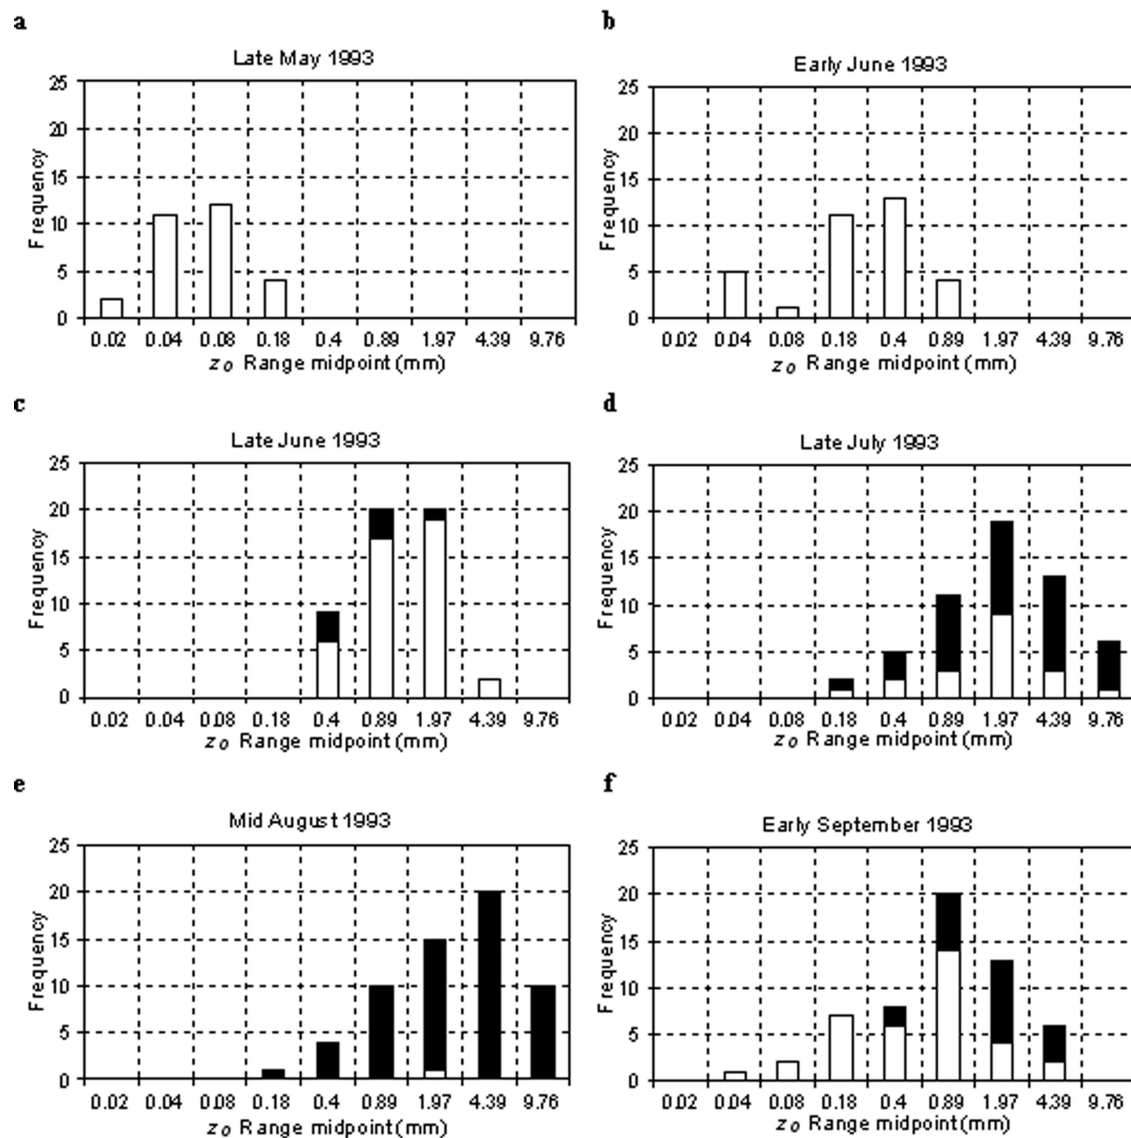 a
Late May 1993
25
20
15
10
5
0
Frequency
0.02 0.04 0.08 0.18 0.4 0.89 1.97 4.39 9.76
z0 Range midpoint (mm)
b
Early June 1993
25
20
15
10
5
0
Frequency
0.02 0.04 0.08 0.18 0.4 0.89 1.97 4.39 9.76
z0 Range midpoint (mm)
c
Late June 1993
25
20
15
10
5
0
Frequency
0.02 0.04 0.08 0.18 0.4 0.89 1.97 4.39 9.76
z0 Range midpoint (mm)
d
Late July 1993
25
20
15
10
5
0
Frequency
0.02 0.04 0.08 0.18 0.4 0.89 1.97 4.39 9.76
z0 Range midpoint (mm)
e
Mid August 1993
25
20
15
10
5
0
Frequency
0.02 0.04 0.08 0.18 0.4 0.89 1.97 4.39 9.76
z0 Range midpoint (mm)
f
Early September 1993
25
20
15
10
5
0
Frequency
0.02 0.04 0.08 0.18 0.4 0.89 1.97 4.39 9.76
z0 Range midpoint (mm)